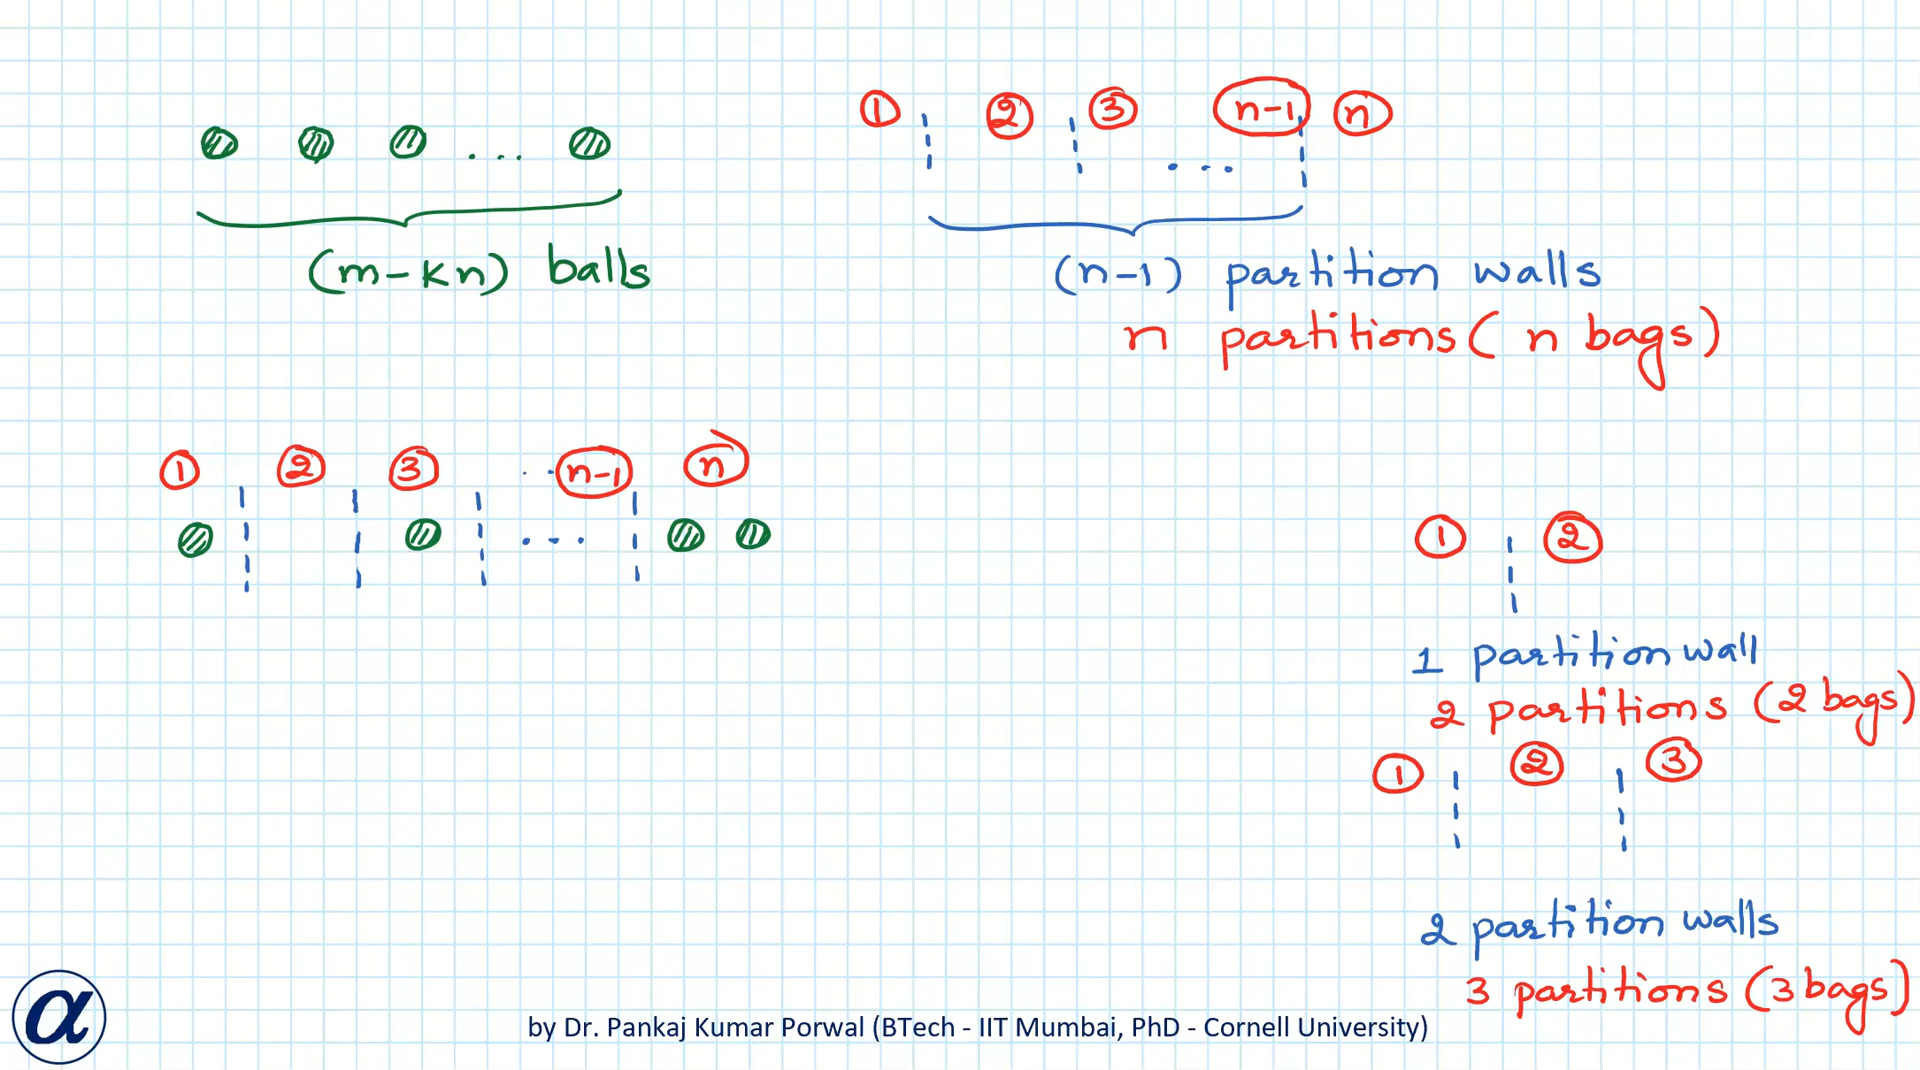 1 2 3 n-1 n
. . . . . .
(m-kn) balls
(n-1) partition walls
n partitions (n bags)
1 2 3 . . n-1 n
. . .
1 2
1 partition wall
2 partitions (2 bags)
1 2 3
2 partition walls
3 partitions (3 bags)
α
by Dr. Pankaj Kumar Porwal (BTech - IIT Mumbai, PhD - Cornell University)